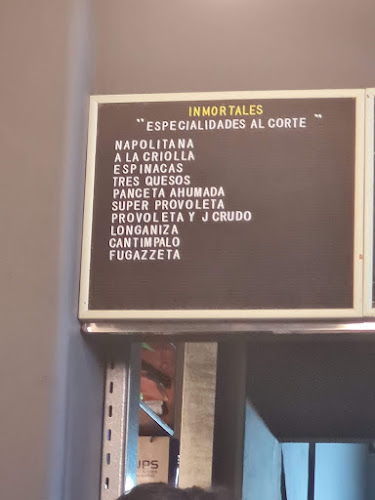 INMORTALES
"ESPECIALIDADES AL CORTE"
NAPOLITANA
A LA CRIOLLA
ESPINACAS
TRES QUESOS
PANCETA AHUMADA
SUPER PROVOLETA
PROVOLETA Y J CRUDO
LONGANIZA
CANTIMPALO
FUGAZZETA
UPS